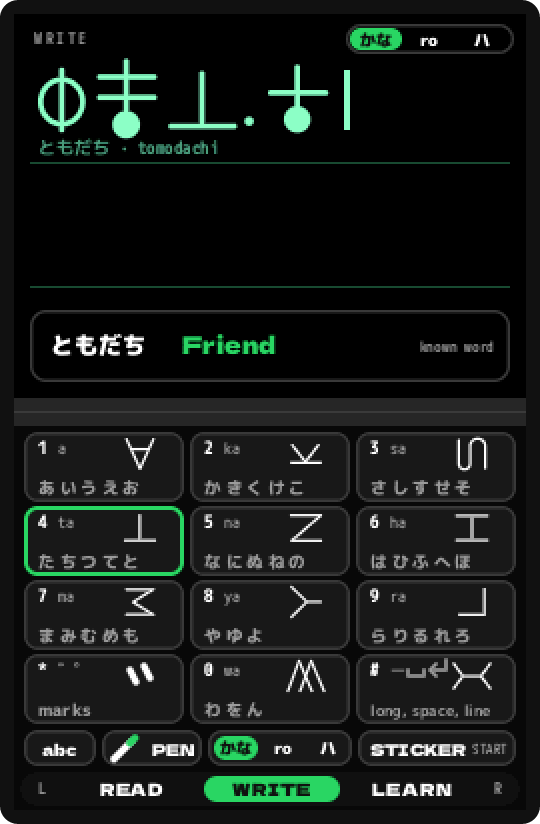 WRITE
かな ro ハ
ともだち · tomodachi
ともだち Friend known word
1 a
あいうえお
2 ka
かきくけこ
3 sa
さしすせそ
4 ta
たちつてと
5 na
なにぬねの
6 ha
はひふへほ
7 ma
まみむめも
8 ya
やゆよ
9 ra
らりるれろ
* ゛ ゜
marks
0 wa
わをん
# ー␣↵
long, space, line
abc PEN かな ro ハ STICKER START
L READ WRITE LEARN R